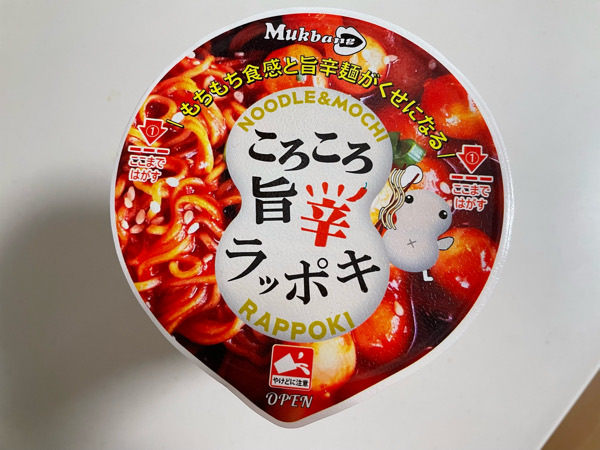 Mukbang
\もちもち食感と旨辛麺がくせになる/
NOODLE&MOCHI
ころころ
旨辛
ラッポキ
RAPPOKI
①
ここまで
はがす
①
ここまで
はがす
やけどに注意
OPEN